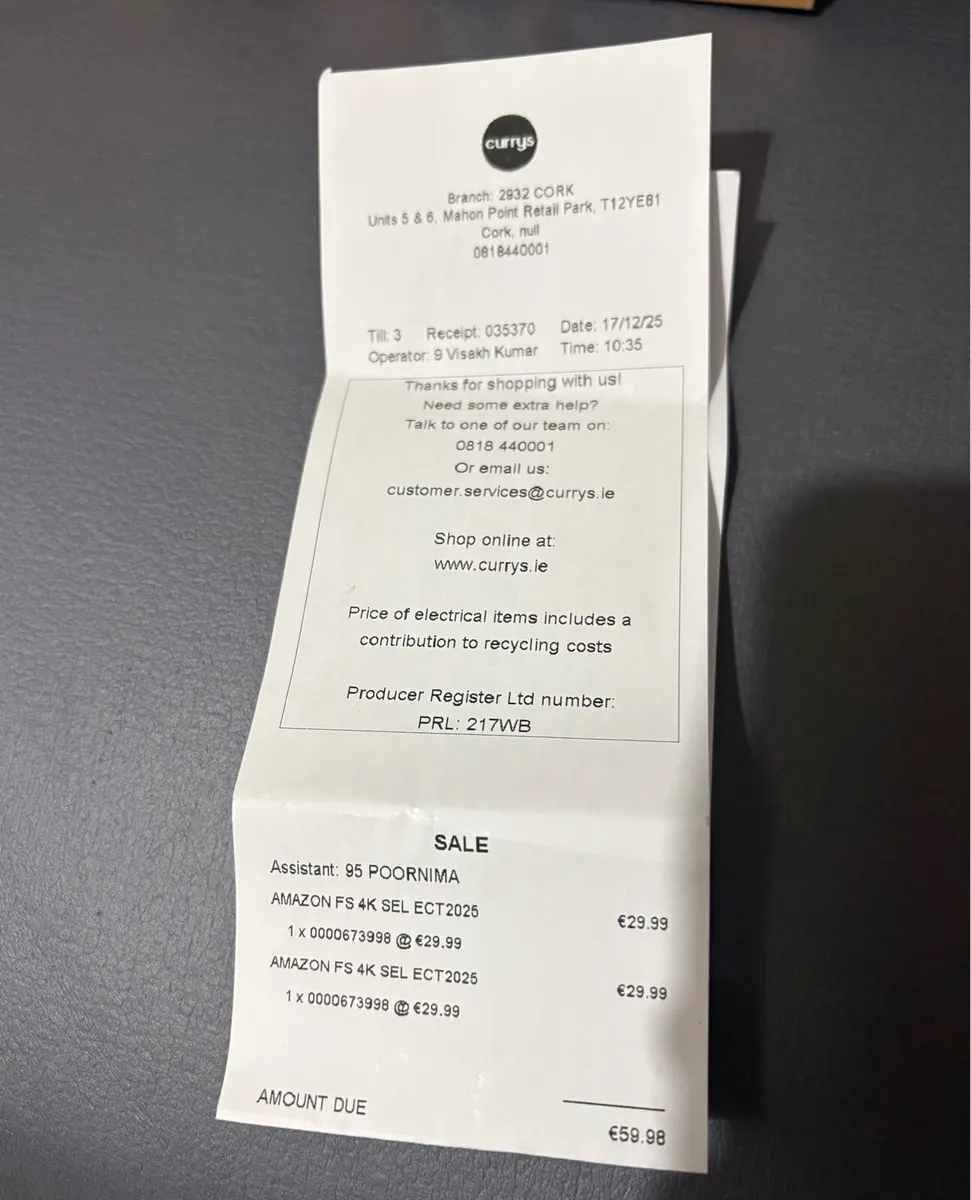 currys
Branch: 2932 CORK
Units 5 & 6, Mahon Point Retail Park, T12YE81
Cork, null
0818440001
Till: 3 Receipt: 035370 Date: 17/12/25
Operator: 9 Visakh Kumar Time: 10:35
Thanks for shopping with us!
Need some extra help?
Talk to one of our team on:
0818 440001
Or email us:
customer.services@currys.ie
Shop online at:
www.currys.ie
Price of electrical items includes a
contribution to recycling costs
Producer Register Ltd number:
PRL: 217WB
SALE
Assistant: 95 POORNIMA
AMAZON FS 4K SEL ECT2025 €29.99
1 x 0000673998 @ €29.99
AMAZON FS 4K SEL ECT2025 €29.99
1 x 0000673998 @ €29.99
AMOUNT DUE
€59.98